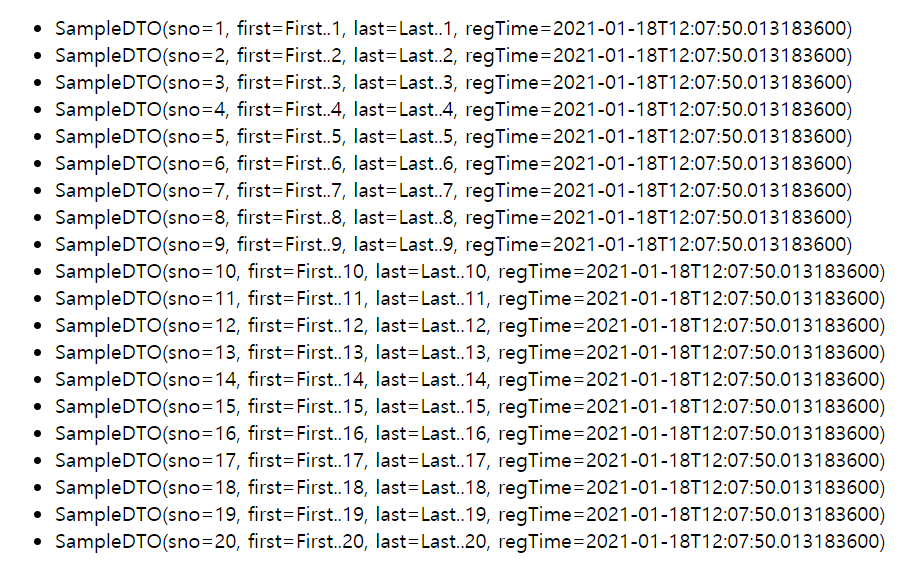 • SampleDTO(sno=1, first=First..1, last=Last..1, regTime=2021-01-18T12:07:50.013183600)
• SampleDTO(sno=2, first=First..2, last=Last..2, regTime=2021-01-18T12:07:50.013183600)
• SampleDTO(sno=3, first=First..3, last=Last..3, regTime=2021-01-18T12:07:50.013183600)
• SampleDTO(sno=4, first=First..4, last=Last..4, regTime=2021-01-18T12:07:50.013183600)
• SampleDTO(sno=5, first=First..5, last=Last..5, regTime=2021-01-18T12:07:50.013183600)
• SampleDTO(sno=6, first=First..6, last=Last..6, regTime=2021-01-18T12:07:50.013183600)
• SampleDTO(sno=7, first=First..7, last=Last..7, regTime=2021-01-18T12:07:50.013183600)
• SampleDTO(sno=8, first=First..8, last=Last..8, regTime=2021-01-18T12:07:50.013183600)
• SampleDTO(sno=9, first=First..9, last=Last..9, regTime=2021-01-18T12:07:50.013183600)
• SampleDTO(sno=10, first=First..10, last=Last..10, regTime=2021-01-18T12:07:50.013183600)
• SampleDTO(sno=11, first=First..11, last=Last..11, regTime=2021-01-18T12:07:50.013183600)
• SampleDTO(sno=12, first=First..12, last=Last..12, regTime=2021-01-18T12:07:50.013183600)
• SampleDTO(sno=13, first=First..13, last=Last..13, regTime=2021-01-18T12:07:50.013183600)
• SampleDTO(sno=14, first=First..14, last=Last..14, regTime=2021-01-18T12:07:50.013183600)
• SampleDTO(sno=15, first=First..15, last=Last..15, regTime=2021-01-18T12:07:50.013183600)
• SampleDTO(sno=16, first=First..16, last=Last..16, regTime=2021-01-18T12:07:50.013183600)
• SampleDTO(sno=17, first=First..17, last=Last..17, regTime=2021-01-18T12:07:50.013183600)
• SampleDTO(sno=18, first=First..18, last=Last..18, regTime=2021-01-18T12:07:50.013183600)
• SampleDTO(sno=19, first=First..19, last=Last..19, regTime=2021-01-18T12:07:50.013183600)
• SampleDTO(sno=20, first=First..20, last=Last..20, regTime=2021-01-18T12:07:50.013183600)